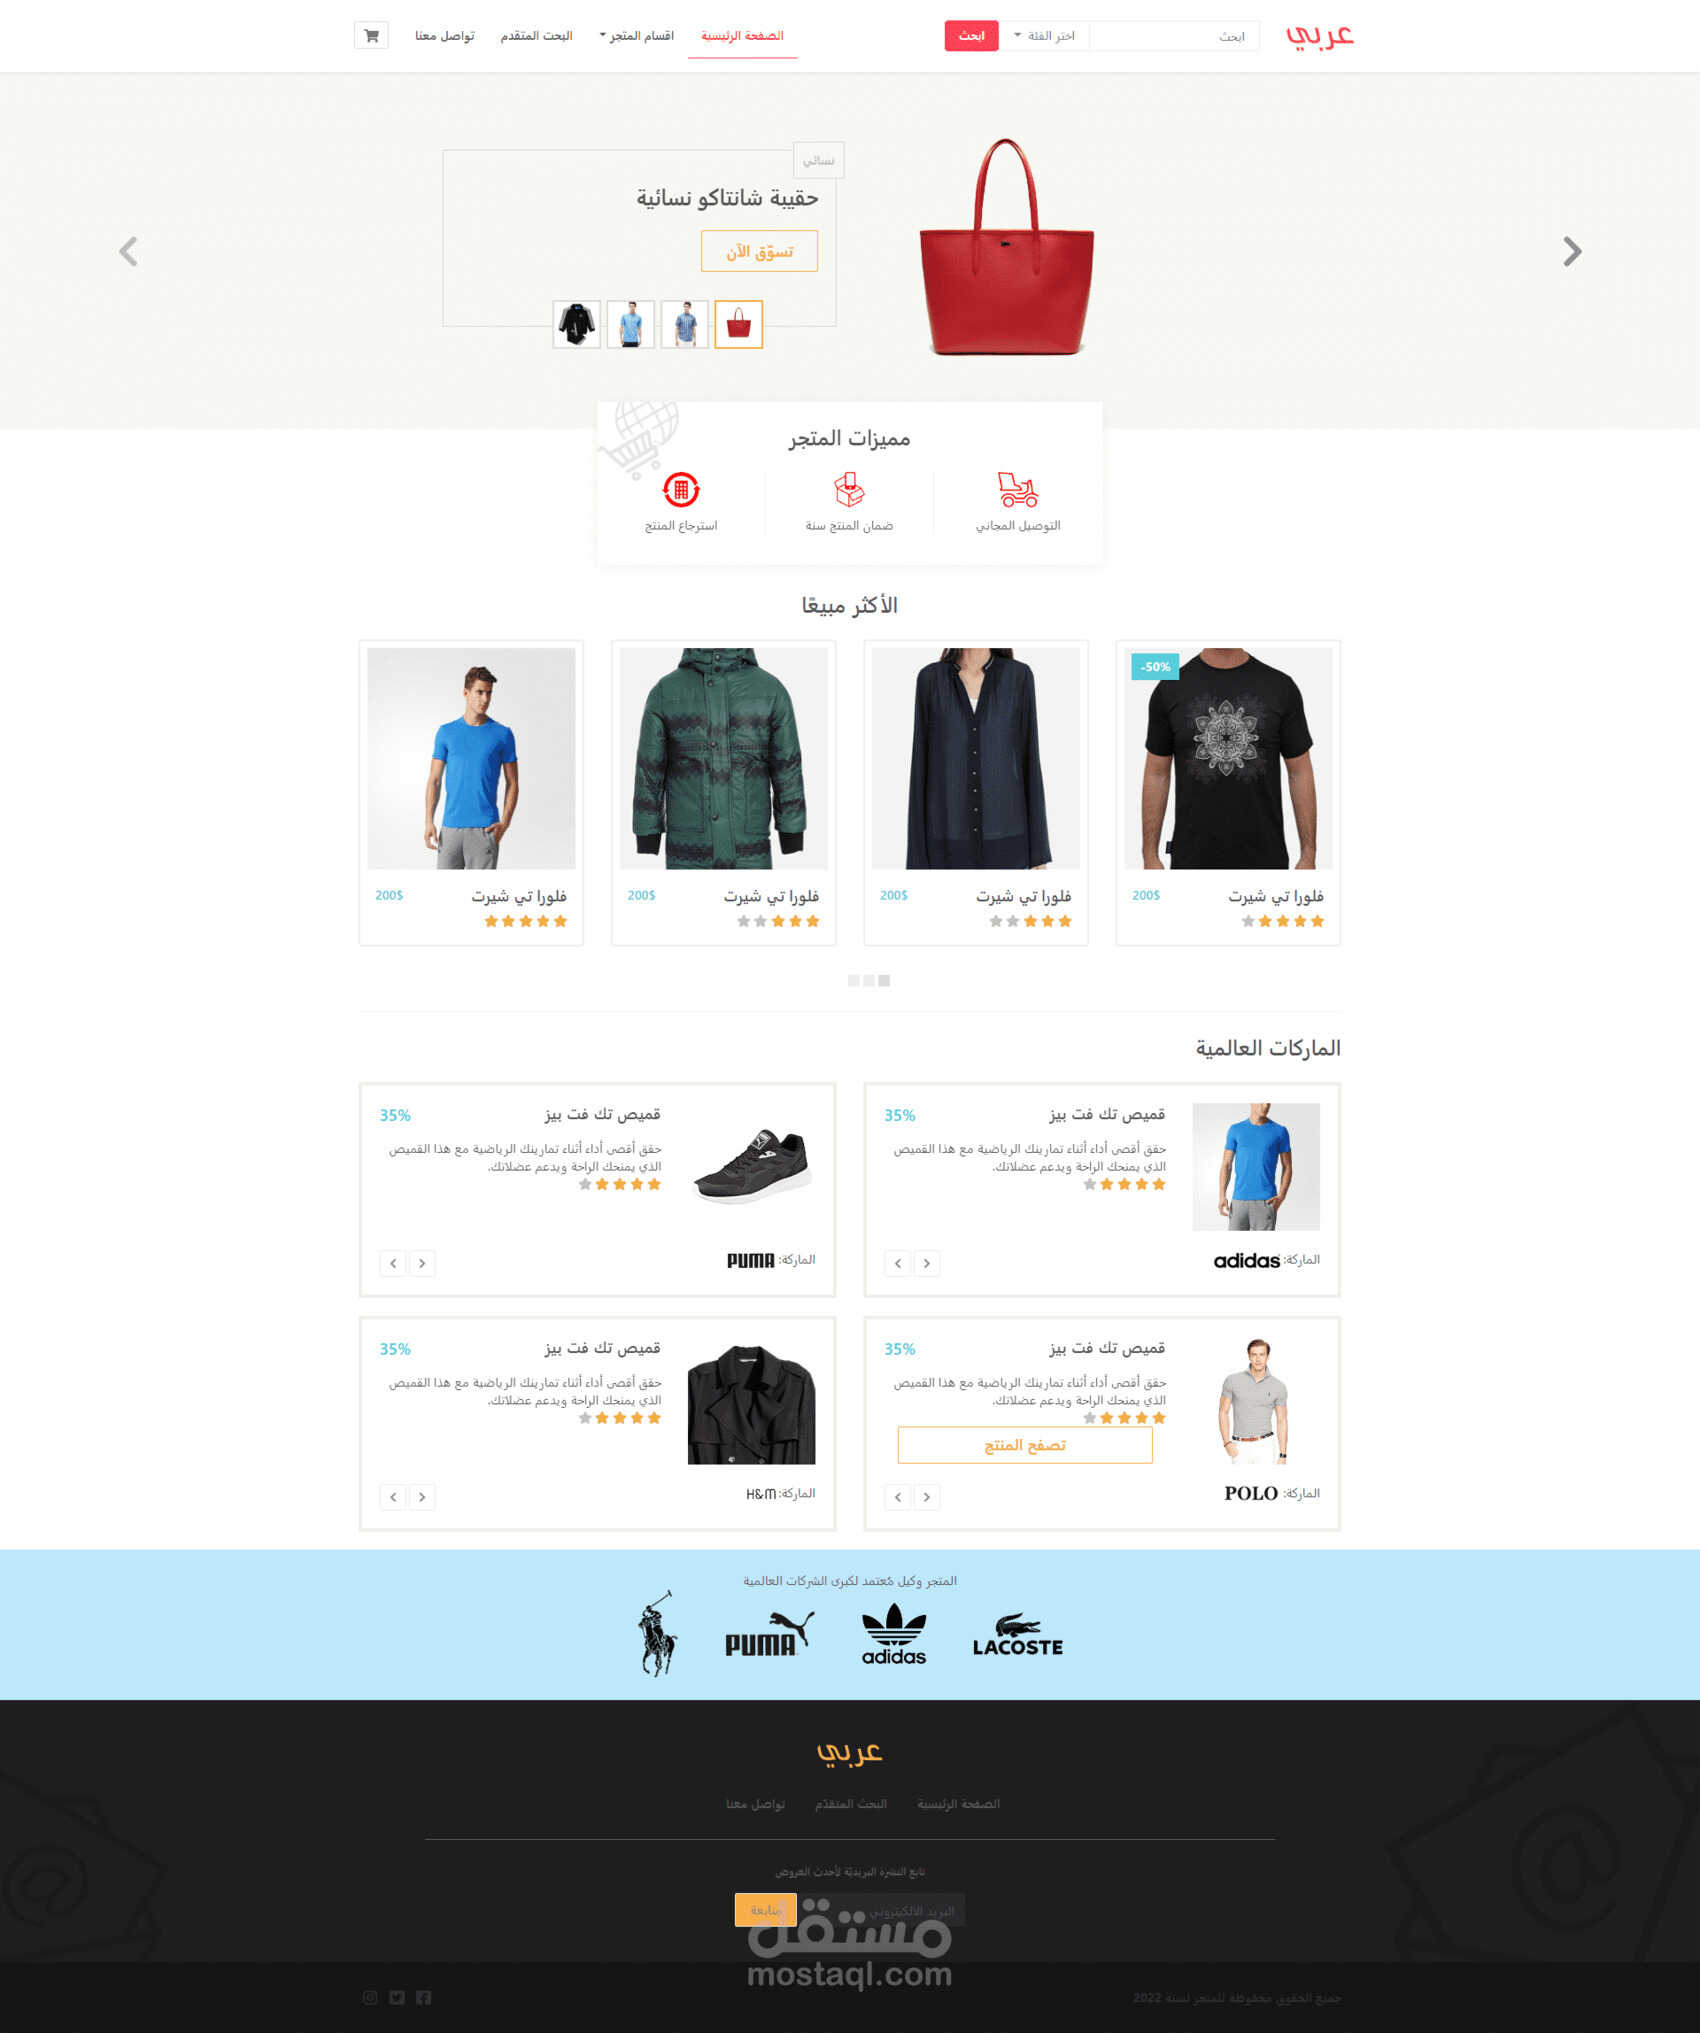 عربي
ابحث
اختر الفئة
ابحث
الصفحة الرئيسية
اقسام المتجر
البحث المتقدم
تواصل معنا
نسائي
حقيبة شانتاكو نسائية
تسوّق الآن
مميزات المتجر
التوصيل المجاني
ضمان المنتج سنة
استرجاع المنتج
الأكثر مبيعًا
-50%
فلورا تي شيرت
200$
فلورا تي شيرت
200$
فلورا تي شيرت
200$
فلورا تي شيرت
200$
الماركات العالمية
قميص تك فت بيز
35%
حقق أقصى أداء أثناء تمارينك الرياضية مع هذا القميص
الذي يمنحك الراحة ويدعم عضلاتك.
الماركة: adidas
قميص تك فت بيز
35%
حقق أقصى أداء أثناء تمارينك الرياضية مع هذا القميص
الذي يمنحك الراحة ويدعم عضلاتك.
الماركة: PUMA
قميص تك فت بيز
35%
حقق أقصى أداء أثناء تمارينك الرياضية مع هذا القميص
الذي يمنحك الراحة ويدعم عضلاتك.
تصفح المنتج
الماركة: POLO
قميص تك فت بيز
35%
حقق أقصى أداء أثناء تمارينك الرياضية مع هذا القميص
الذي يمنحك الراحة ويدعم عضلاتك.
الماركة: H&M
المتجر وكيل مُعتمد لكبرى الشركات العالمية
LACOSTE
adidas
PUMA
عربي
الصفحة الرئيسية
البحث المتقدّم
تواصل معنا
تابع النشرة البريديّة لأحدث العروض
البريد الالكيتروني
متابعة
مستقل
mostaql.com
جميع الحقوق محفوظة للمتجر لسنة 2022